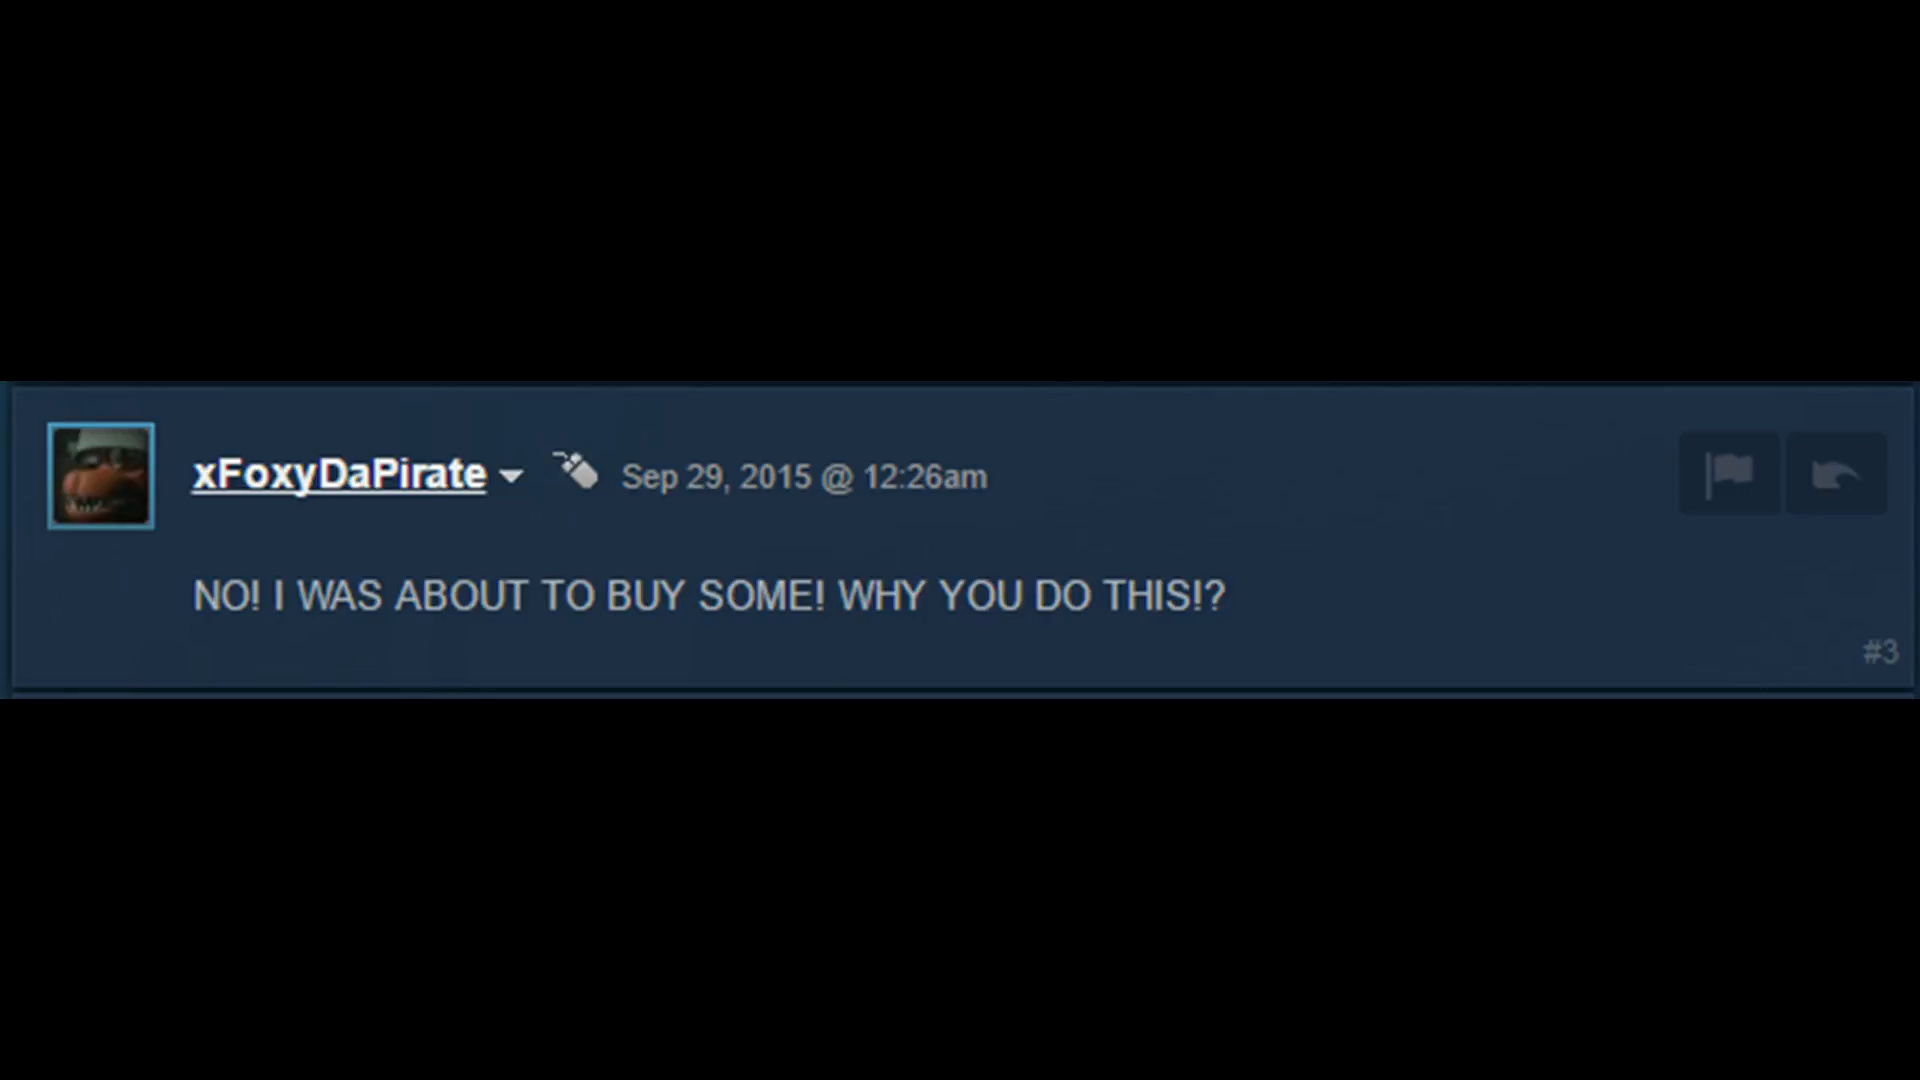 xFoxyDaPirate Sep 29, 2015 @ 12:26am
NO! I WAS ABOUT TO BUY SOME! WHY YOU DO THIS!?
#3